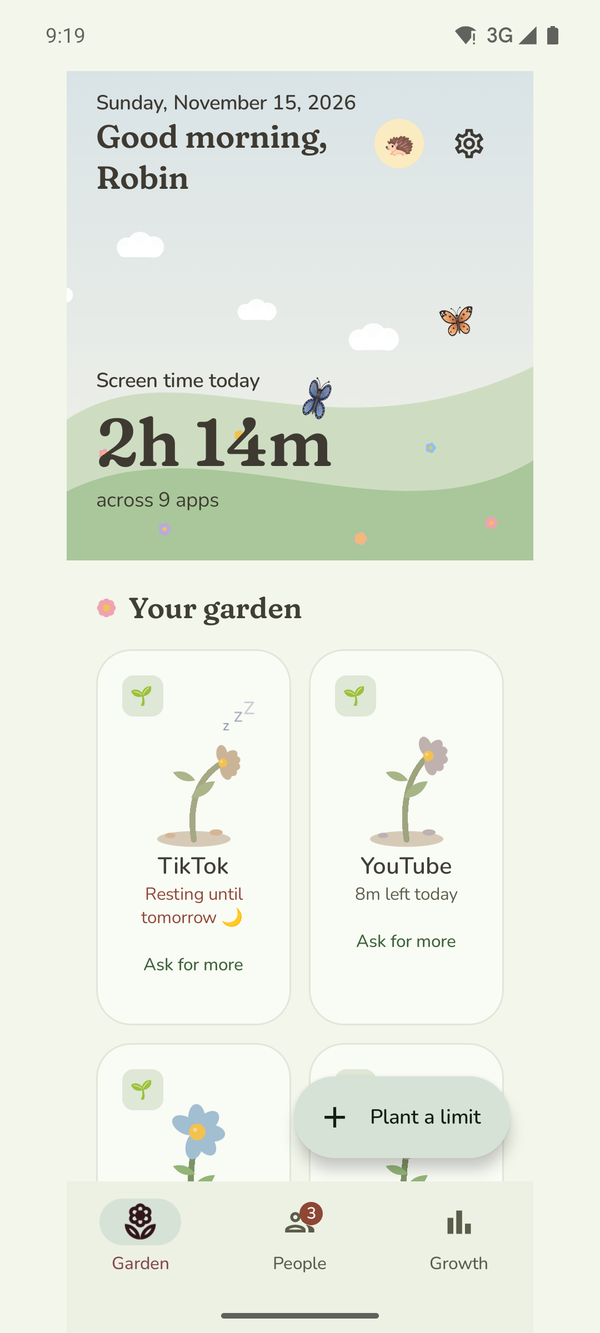 9:19
3G
Sunday, November 15, 2026
Good morning,
Robin
Screen time today
2h 14m
across 9 apps
Your garden
z z Z
TikTok
Resting until
tomorrow 🌙
Ask for more
YouTube
8m left today
Ask for more
+ Plant a limit
Garden
3
People
Growth